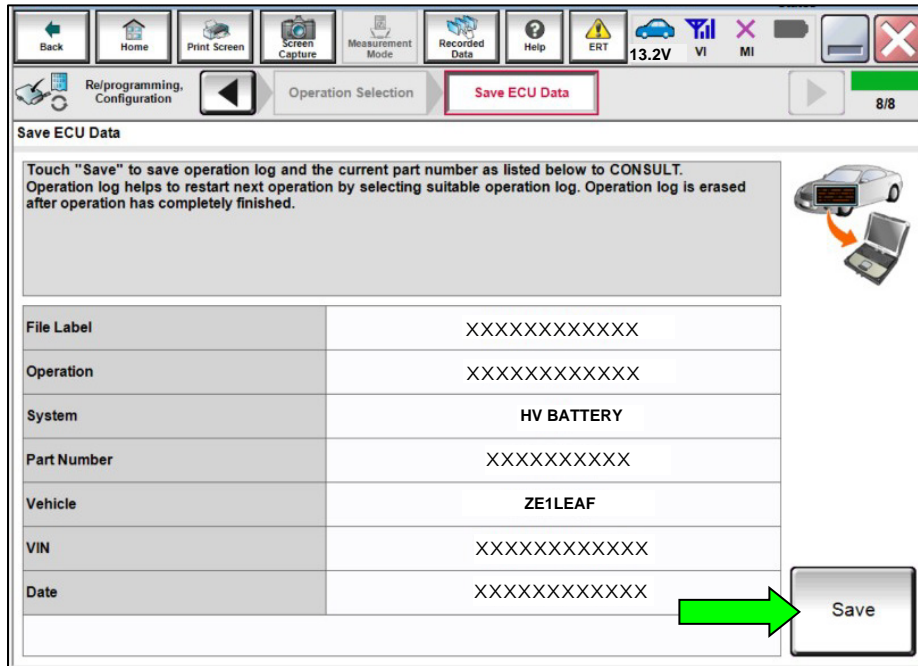 Back
Home
Print Screen
Screen Capture
Measurement Mode
Recorded Data
Help
ERT
13.2V
VI
MI
Re/programming, Configuration
Operation Selection
Save ECU Data
8/8
Save ECU Data
Touch "Save" to save operation log and the current part number as listed below to CONSULT.
Operation log helps to restart next operation by selecting suitable operation log. Operation log is erased
after operation has completely finished.
File Label XXXXXXXXXXXX
Operation XXXXXXXXXXXX
System HV BATTERY
Part Number XXXXXXXXXX
Vehicle ZE1LEAF
VIN XXXXXXXXXXXX
Date XXXXXXXXXXXX
Save